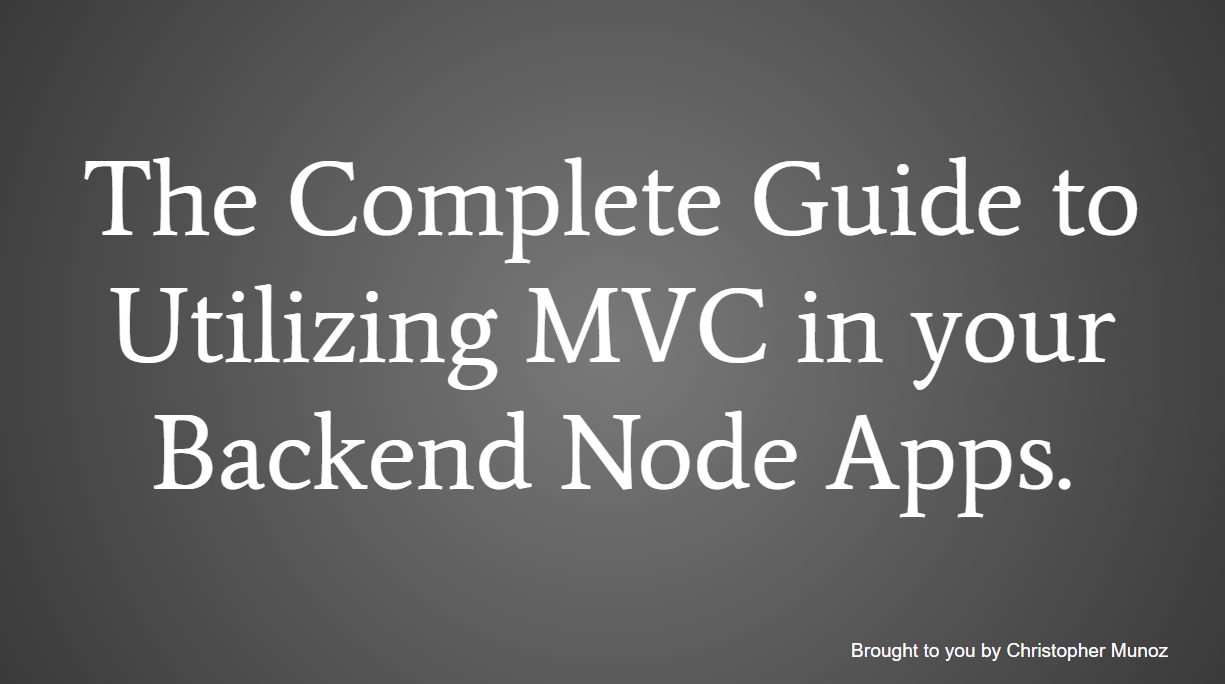 The Complete Guide to
Utilizing MVC in your
Backend Node Apps.
Brought to you by Christopher Munoz